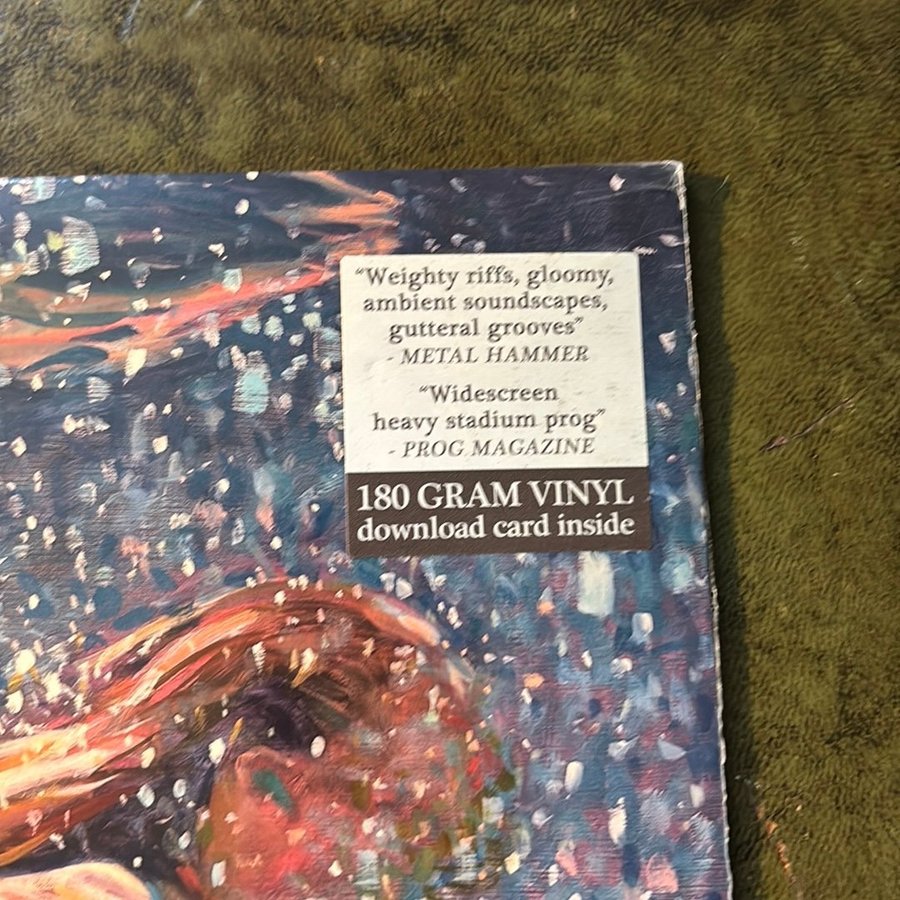 “Weighty riffs, gloomy,
ambient soundscapes,
gutteral grooves”
- METAL HAMMER
“Widescreen
heavy stadium prog”
- PROG MAGAZINE
180 GRAM VINYL
download card inside